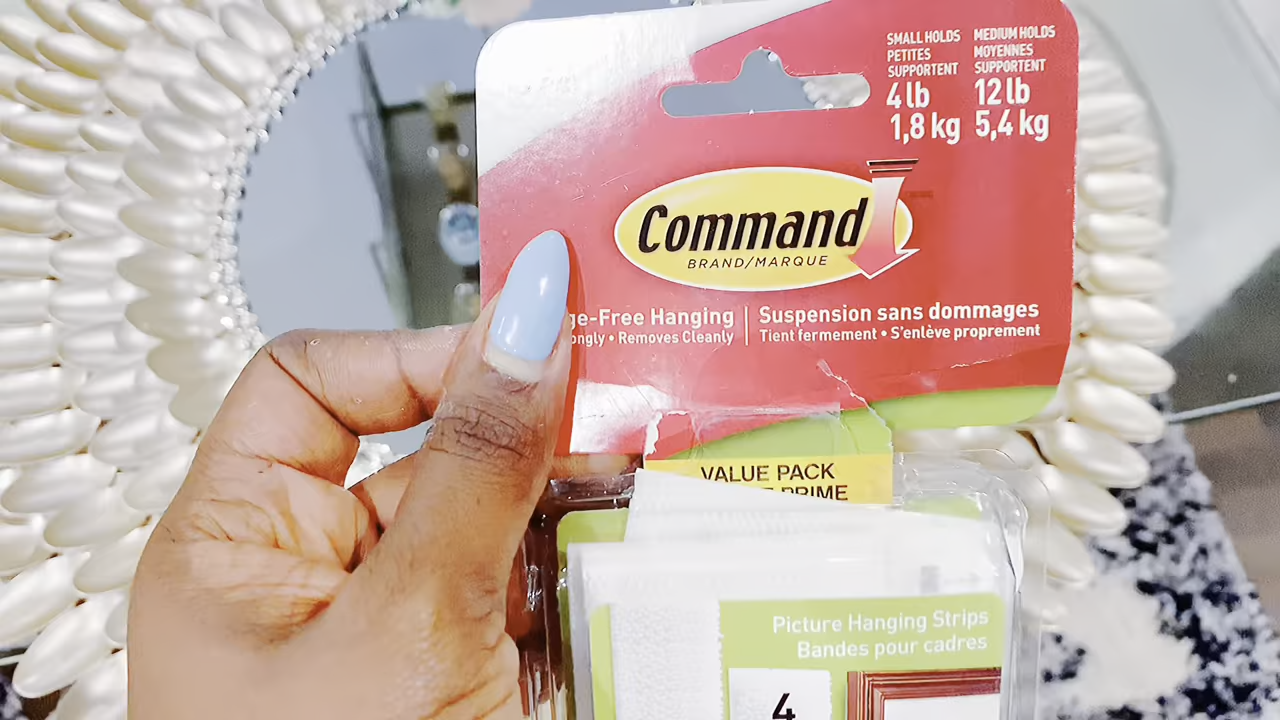 SMALL HOLDS
PETITES
SUPPORTENT
4 lb
1,8 kg
MEDIUM HOLDS
MOYENNES
SUPPORTENT
12 lb
5,4 kg
Command
BRAND/MARQUE
ge-Free Hanging
ongly • Removes Cleanly
Suspension sans dommages
Tient fermement • S'enlève proprement
VALUE PACK
PRIME
Picture Hanging Strips
Bandes pour cadres
4